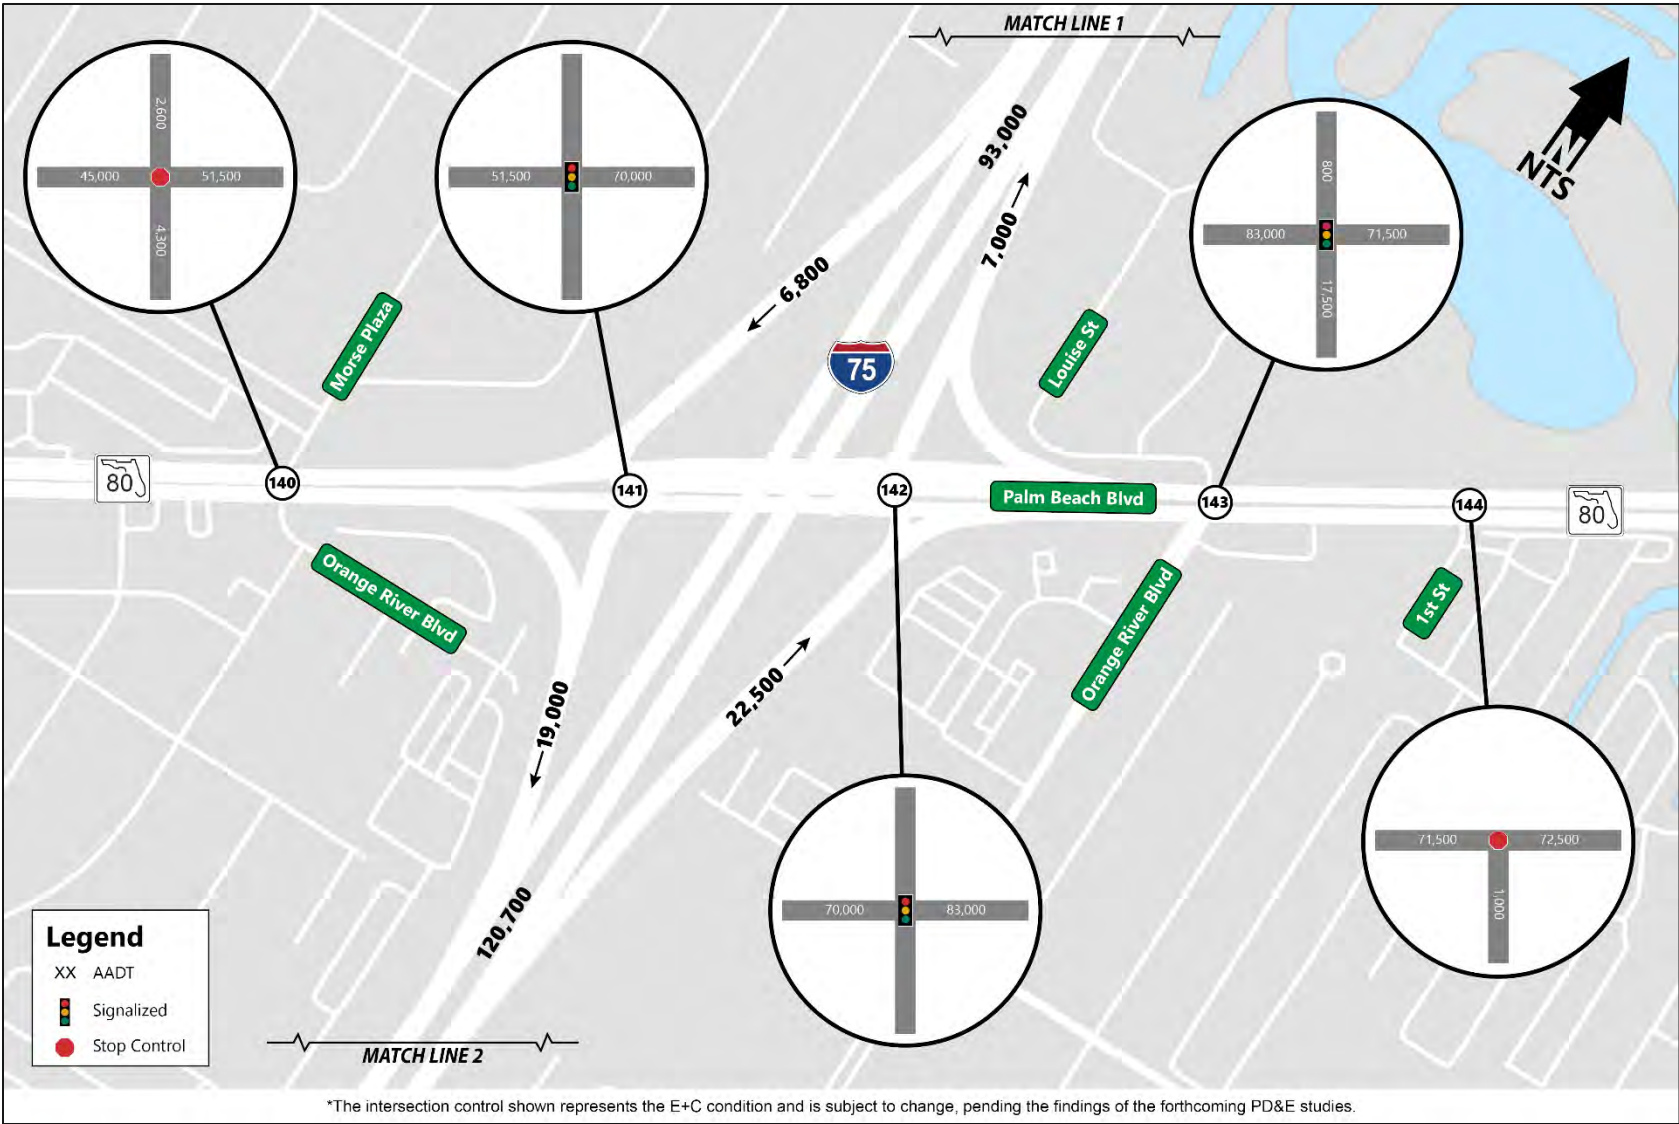 MATCH LINE 1
N
NTS
2,600
45,000
51,500
4,300
51,500
70,000
93,000
7,000
6,800
800
83,000
71,500
17,500
Morse Plaza
75
Louise St
80
140
141
142
Palm Beach Blvd
143
144
80
Orange River Blvd
Orange River Blvd
1st St
19,000
22,500
120,700
70,000
83,000
71,500
72,500
1,000
Legend
XX AADT
Signalized
Stop Control
MATCH LINE 2
*The intersection control shown represents the E+C condition and is subject to change, pending the findings of the forthcoming PD&E studies.